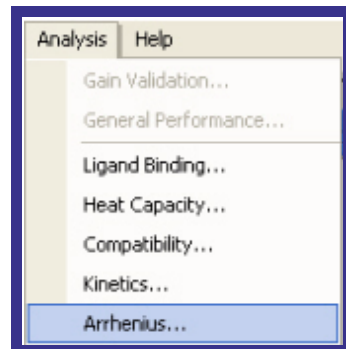 Analysis Help
Gain Validation...
General Performance...
Ligand Binding...
Heat Capacity...
Compatibility...
Kinetics...
Arrhenius...